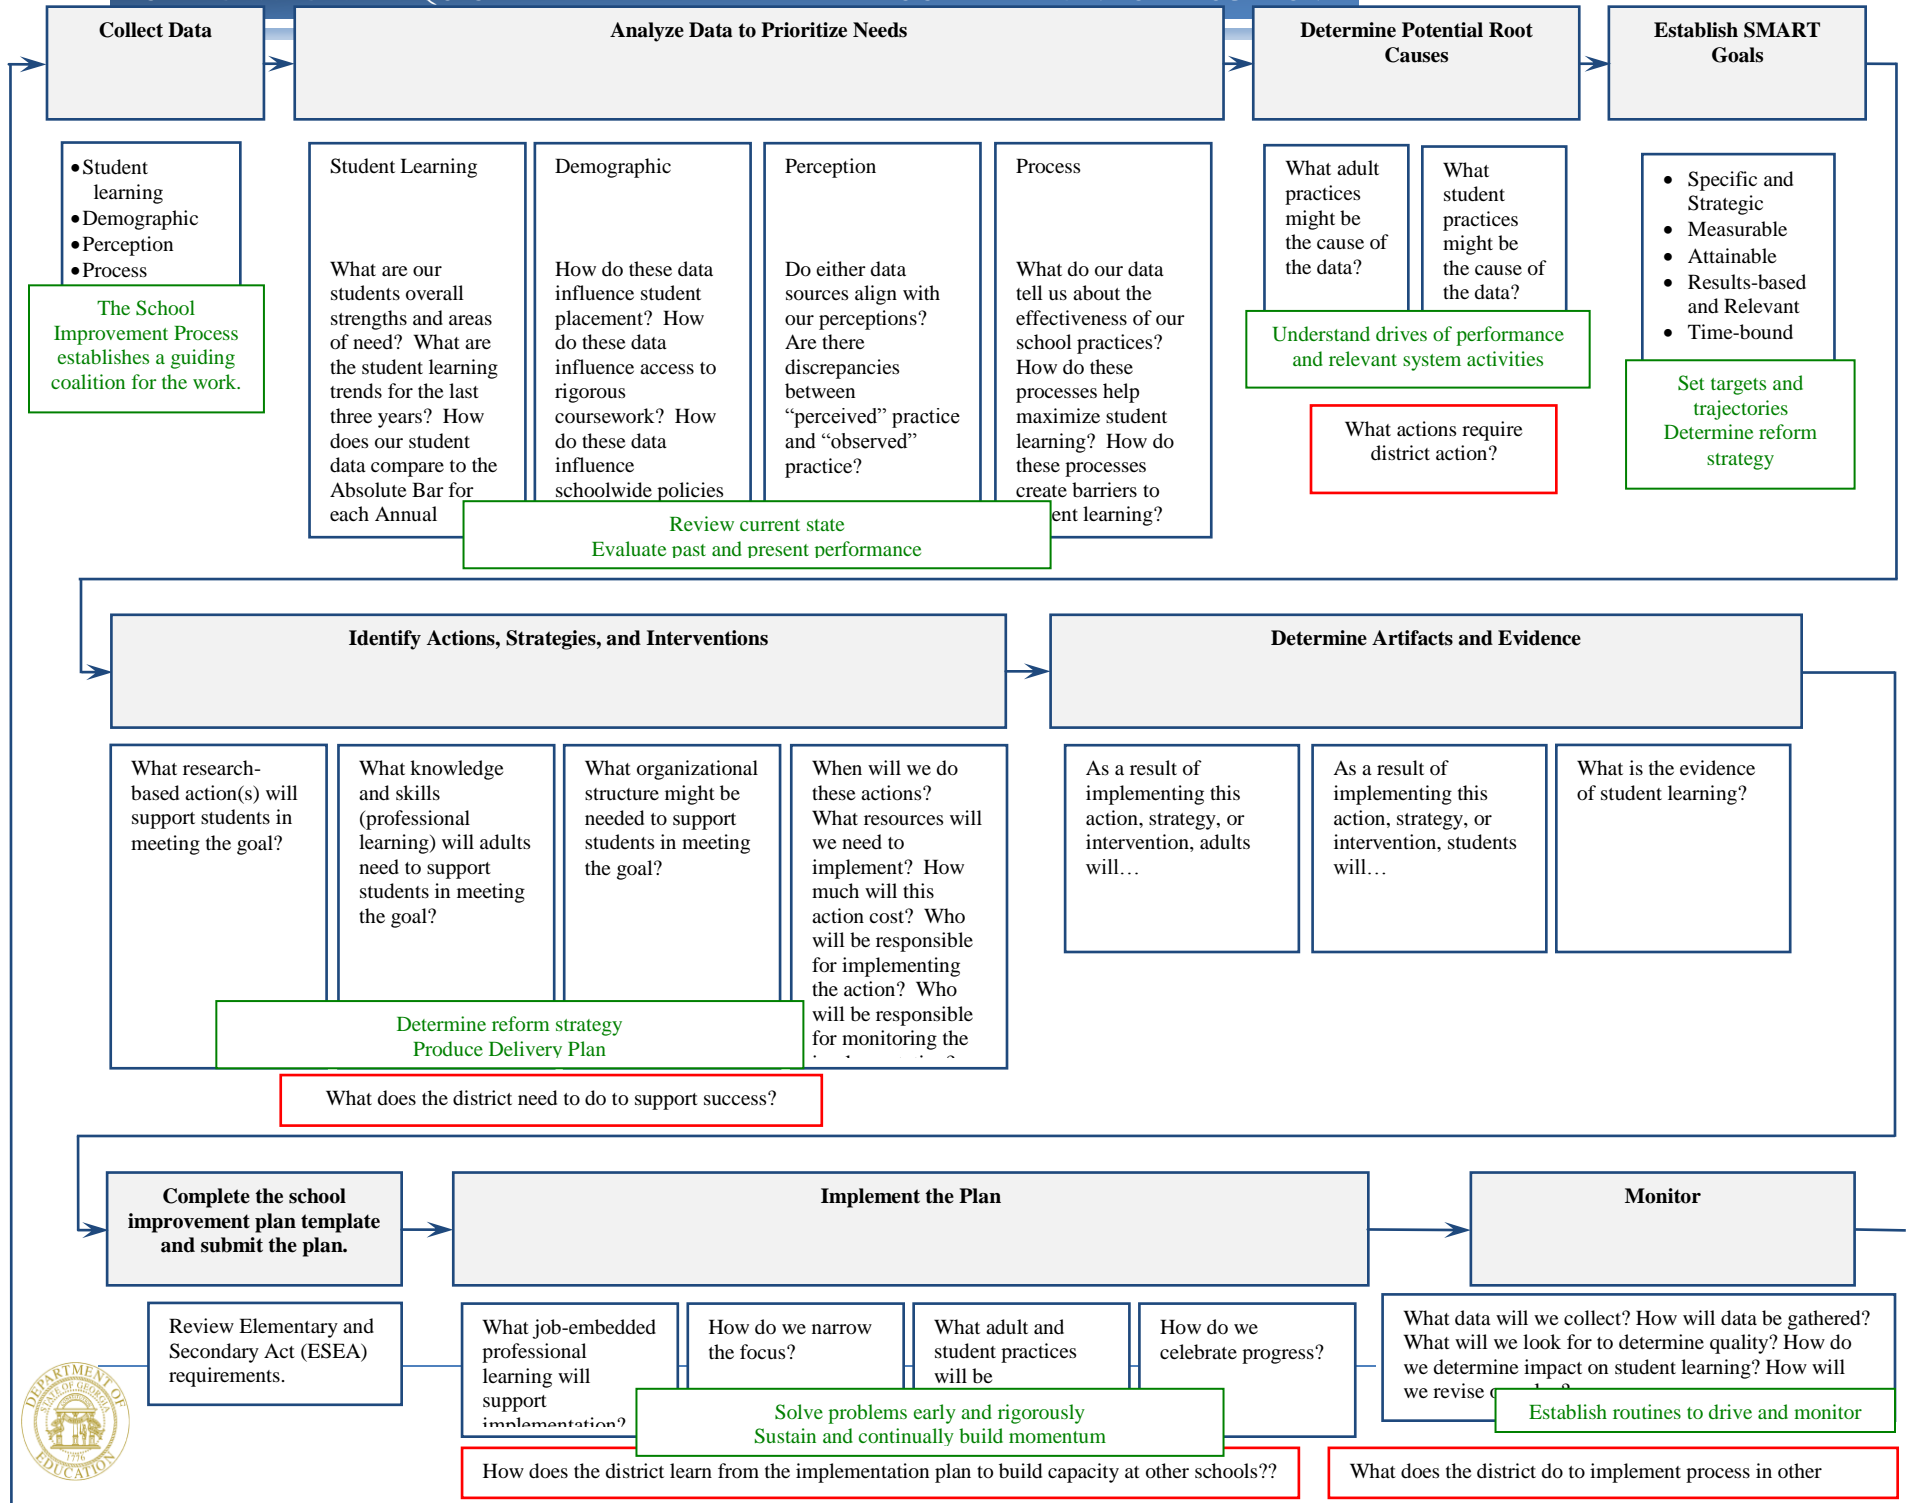 Collect Data
Analyze Data to Prioritize Needs
Determine Potential Root
Causes
Establish SMART
Goals
•Student
learning
•Demographic
•Perception
•Process
The School
Improvement Process
establishes a guiding
coalition for the work.
Student Learning
What are our
students overall
strengths and areas
of need?  What are
the student learning
trends for the last
three years?  How
does our student
data compare to the
Absolute Bar for
each Annual
Demographic
How do these data
influence student
placement?  How
do these data
influence access to
rigorous
coursework?  How
do these data
influence
schoolwide policies
Perception
Do either data
sources align with
our perceptions?
Are there
discrepancies
between
“perceived” practice
and “observed”
practice?
Process
What do our data
tell us about the
effectiveness of our
school practices?
How do these
processes help
maximize student
learning?  How do
these processes
create barriers to
ent learning?
Review current state
Evaluate past and present performance
What adult
practices
might be
the cause of
the data?
What
student
practices
might be
the cause of
the data?
Understand drives of performance
and relevant system activities
What actions require
district action?
• Specific and
Strategic
• Measurable
• Attainable
• Results-based
and Relevant
• Time-bound
Set targets and
trajectories
Determine reform
strategy
Identify Actions, Strategies, and Interventions
Determine Artifacts and Evidence
What research-
based action(s) will
support students in
meeting the goal?
What knowledge
and skills
(professional
learning) will adults
need to support
students in meeting
the goal?
What organizational
structure might be
needed to support
students in meeting
the goal?
When will we do
these actions?
What resources will
we need to
implement?  How
much will this
action cost?  Who
will be responsible
for implementing
the action?  Who
will be responsible
for monitoring the
Determine reform strategy
Produce Delivery Plan
What does the district need to do to support success?
As a result of
implementing this
action, strategy, or
intervention, adults
will…
As a result of
implementing this
action, strategy, or
intervention, students
will…
What is the evidence
of student learning?
Complete the school
improvement plan template
and submit the plan.
Implement the Plan
Monitor
Review Elementary and
Secondary Act (ESEA)
requirements.
What job-embedded
professional
learning will
support
implementation?
How do we narrow
the focus?
What adult and
student practices
will be
How do we
celebrate progress?
Solve problems early and rigorously
Sustain and continually build momentum
What data will we collect? How will data be gathered?
What will we look for to determine quality? How do
we determine impact on student learning? How will
we revise
Establish routines to drive and monitor
How does the district learn from the implementation plan to build capacity at other schools??
What does the district do to implement process in other
DEPARTMENT OF
STATE OF GEORGIA
1776
EDUCATION